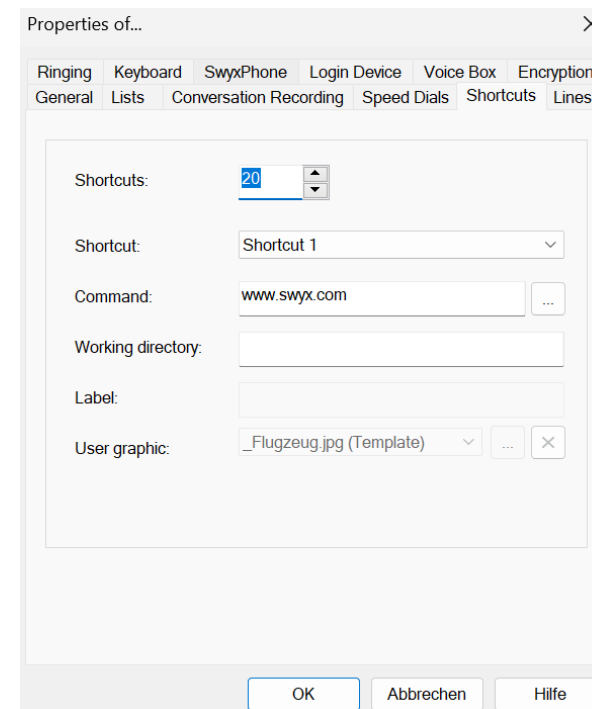 Properties of...
Ringing Keyboard SwyxPhone Login Device Voice Box Encryption
General Lists Conversation Recording Speed Dials Shortcuts Lines
Shortcuts: 20
Shortcut: Shortcut 1
Command: www.swyx.com ...
Working directory:
Label:
User graphic: _Flugzeug.jpg (Template) ...
OK Abbrechen Hilfe